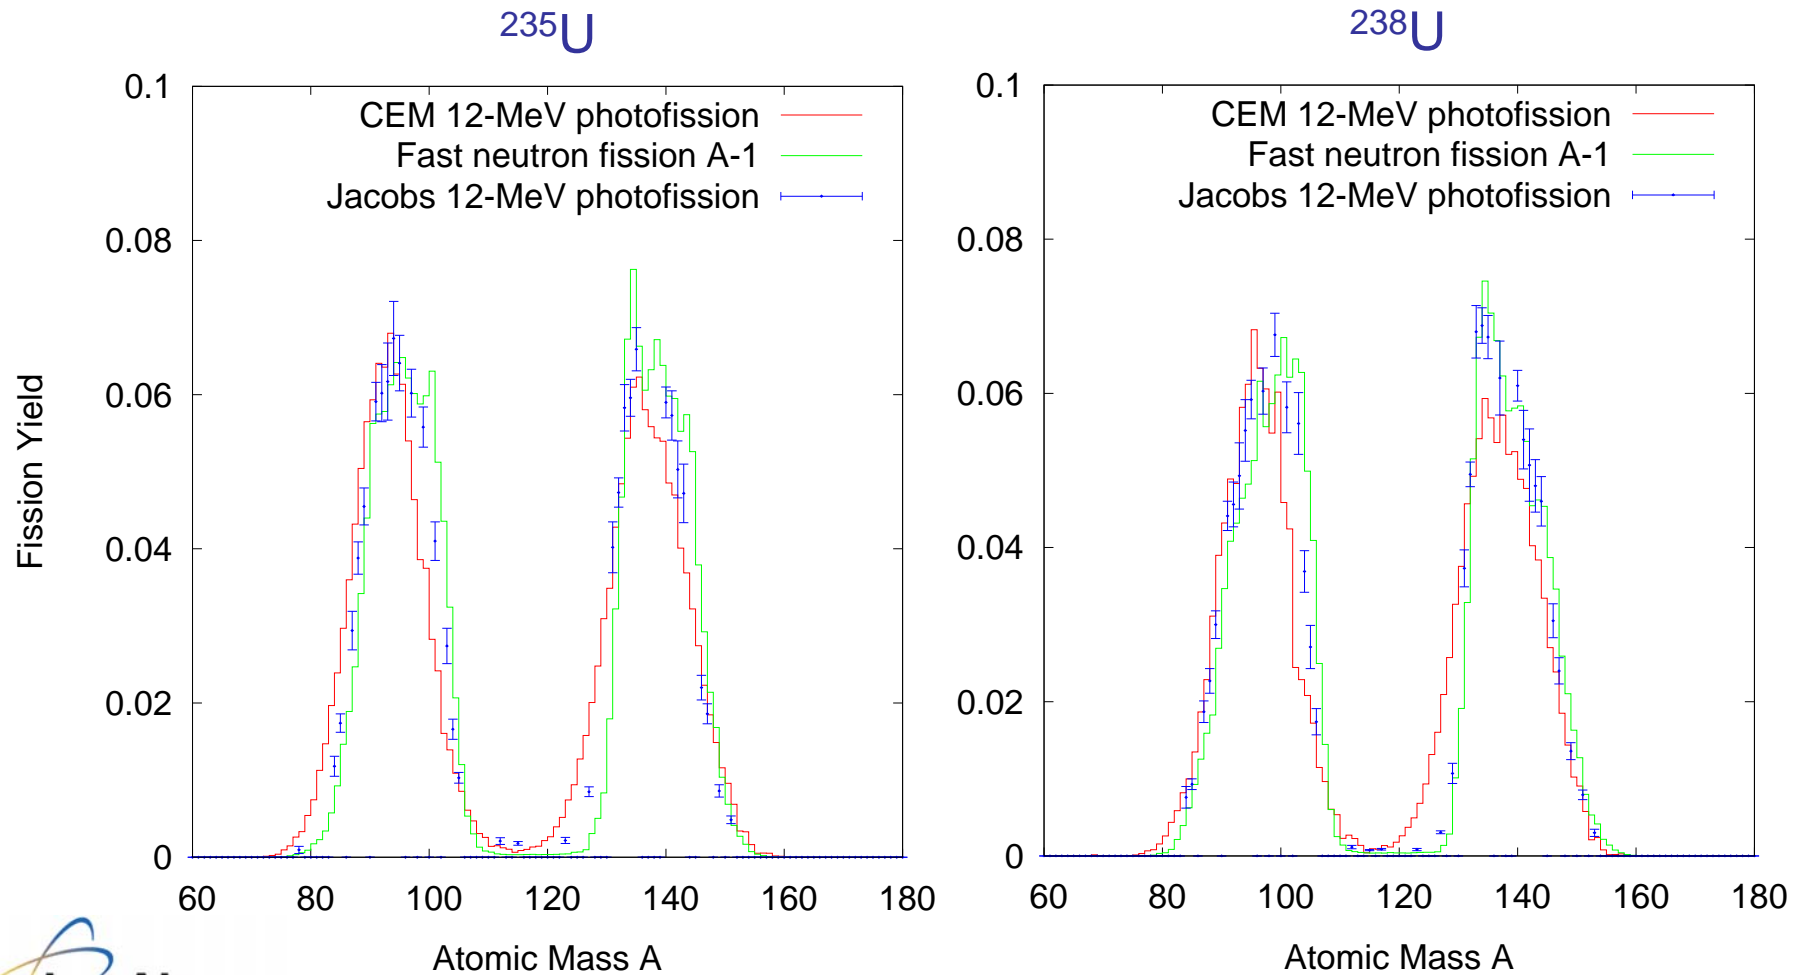 235U
238U
0.1
0.08
0.06
0.04
0.02
0
60 80 100 120 140 160 180
Fission Yield
Atomic Mass A
CEM 12-MeV photofission
Fast neutron fission A-1
Jacobs 12-MeV photofission
0.1
0.08
0.06
0.04
0.02
0
60 80 100 120 140 160 180
Atomic Mass A
CEM 12-MeV photofission
Fast neutron fission A-1
Jacobs 12-MeV photofission